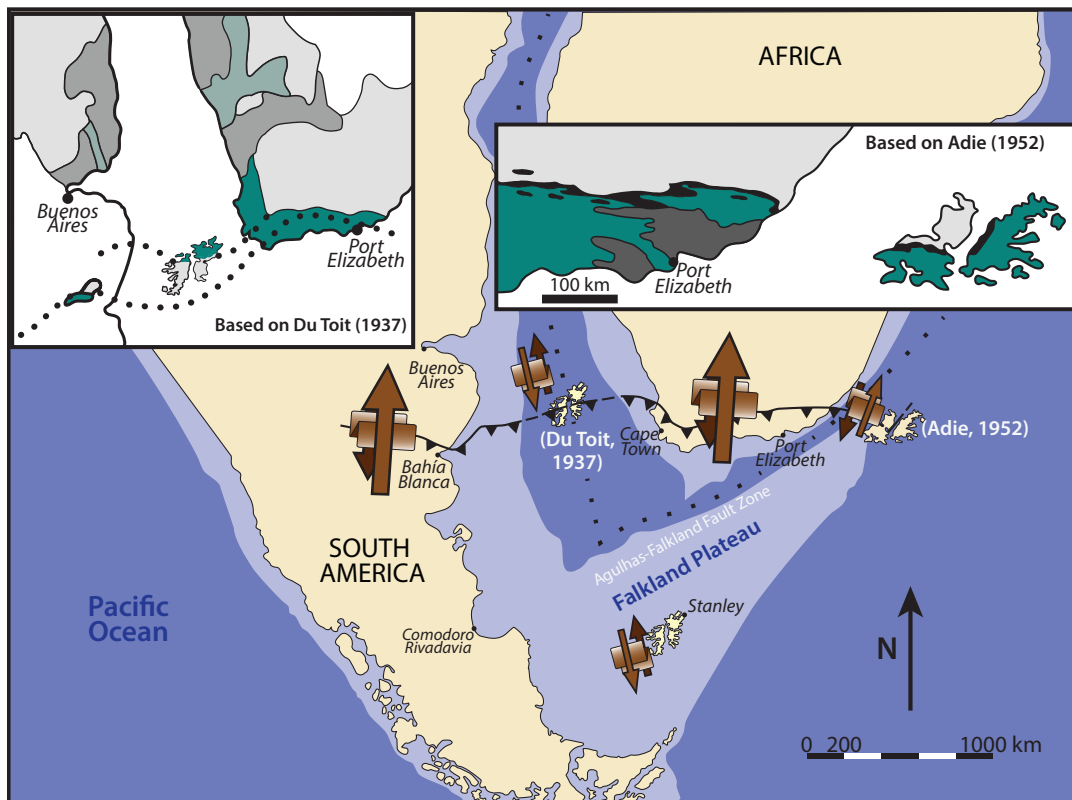 Buenos
Aires
Port
Elizabeth
Based on Du Toit (1937)
AFRICA
Based on Adie (1952)
Port
Elizabeth
100 km
Buenos
Aires
(Du Toit,
1937)
Cape
Town
Port
Elizabeth
(Adie, 1952)
Bahía
Blanca
SOUTH
AMERICA
Agulhas-Falkland Fault Zone
Falkland Plateau
Pacific
Ocean
Comodoro
Rivadavia
Stanley
N
0 200 1000 km